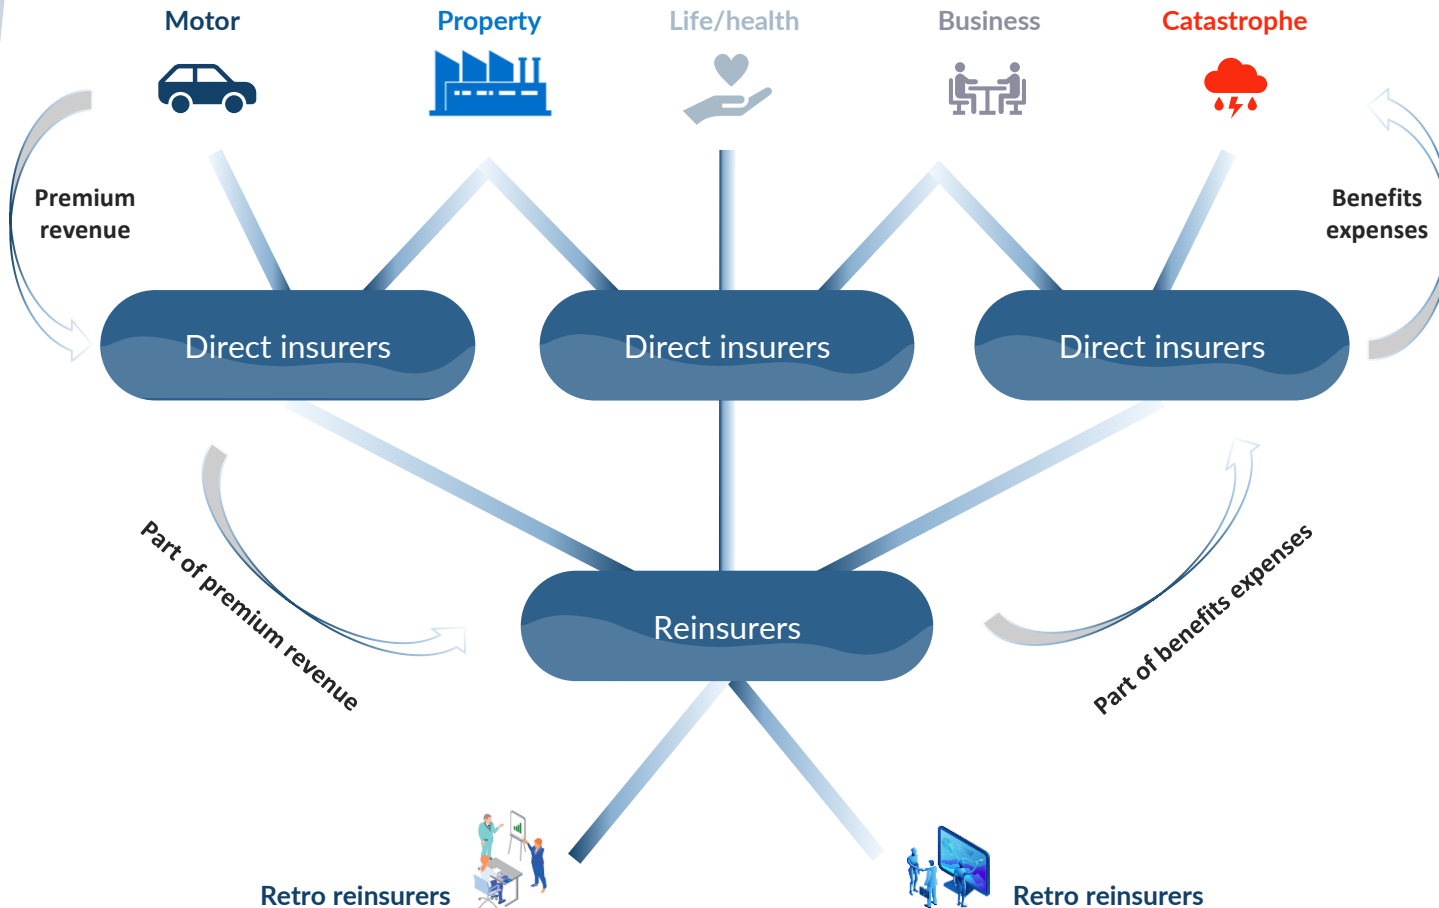 Motor
Property
Life/health
Business
Catastrophe
Premium
revenue
Benefits
expenses
Direct insurers
Direct insurers
Direct insurers
Part of premium revenue
Part of benefits expenses
Reinsurers
Retro reinsurers
Retro reinsurers